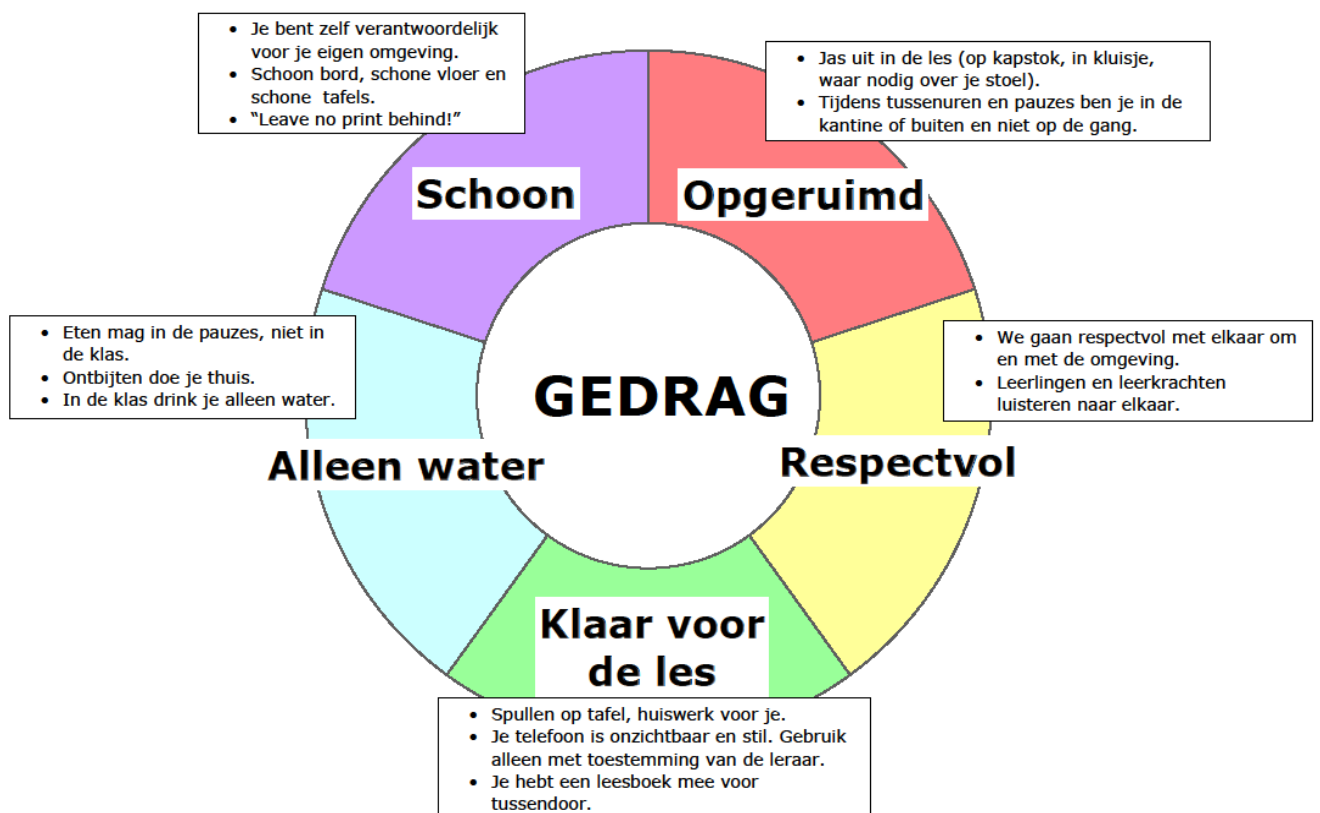 • Je bent zelf verantwoordelijk
voor je eigen omgeving.
• Schoon bord, schone vloer en
schone tafels.
• “Leave no print behind!”
• Jas uit in de les (op kapstok, in kluisje,
waar nodig over je stoel).
• Tijdens tussenuren en pauzes ben je in de
kantine of buiten en niet op de gang.
Schoon
Opgeruimd
• Eten mag in de pauzes, niet in
de klas.
• Ontbijten doe je thuis.
• In de klas drink je alleen water.
GEDRAG
• We gaan respectvol met elkaar om
en met de omgeving.
• Leerlingen en leerkrachten
luisteren naar elkaar.
Alleen water
Respectvol
Klaar voor
de les
• Spullen op tafel, huiswerk voor je.
• Je telefoon is onzichtbaar en stil. Gebruik
alleen met toestemming van de leraar.
• Je hebt een leesboek mee voor
tussendoor.